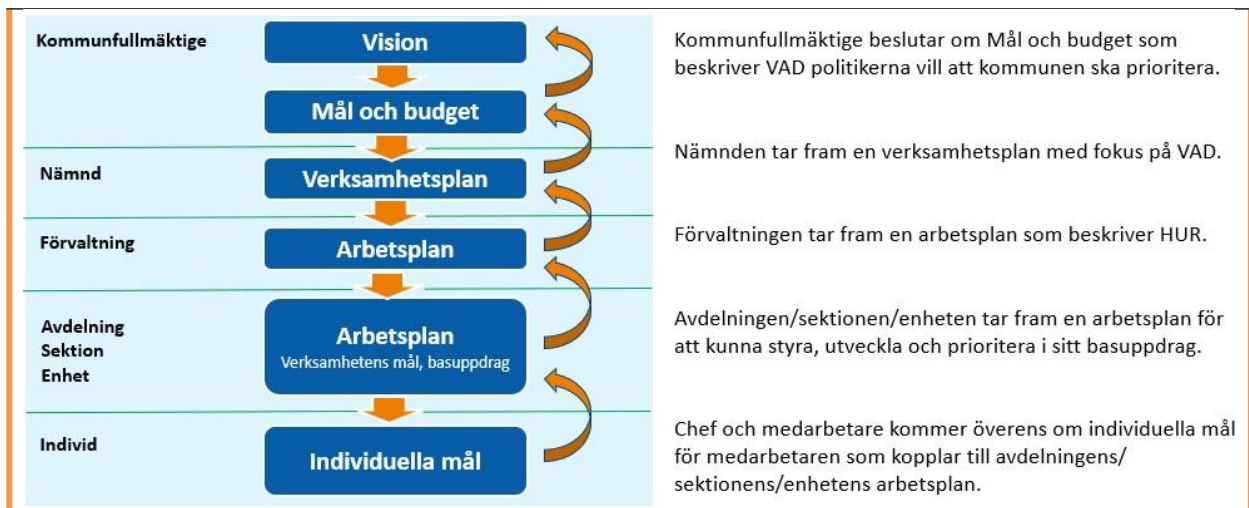 Kommunfullmäktige
Vision
Mål och budget
Kommunfullmäktige beslutar om Mål och budget som
beskriver VAD politikerna vill att kommunen ska prioritera.
Nämnd
Verksamhetsplan
Nämnden tar fram en verksamhetsplan med fokus på VAD.
Förvaltning
Arbetsplan
Förvaltningen tar fram en arbetsplan som beskriver HUR.
Avdelning
Sektion
Enhet
Arbetsplan
Verksamhetens mål, basuppdrag
Avdelningen/sektionen/enheten tar fram en arbetsplan för
att kunna styra, utveckla och prioritera i sitt basuppdrag.
Individ
Individuella mål
Chef och medarbetare kommer överens om individuella mål
för medarbetaren som kopplar till avdelningens/
sektionens/enhetens arbetsplan.